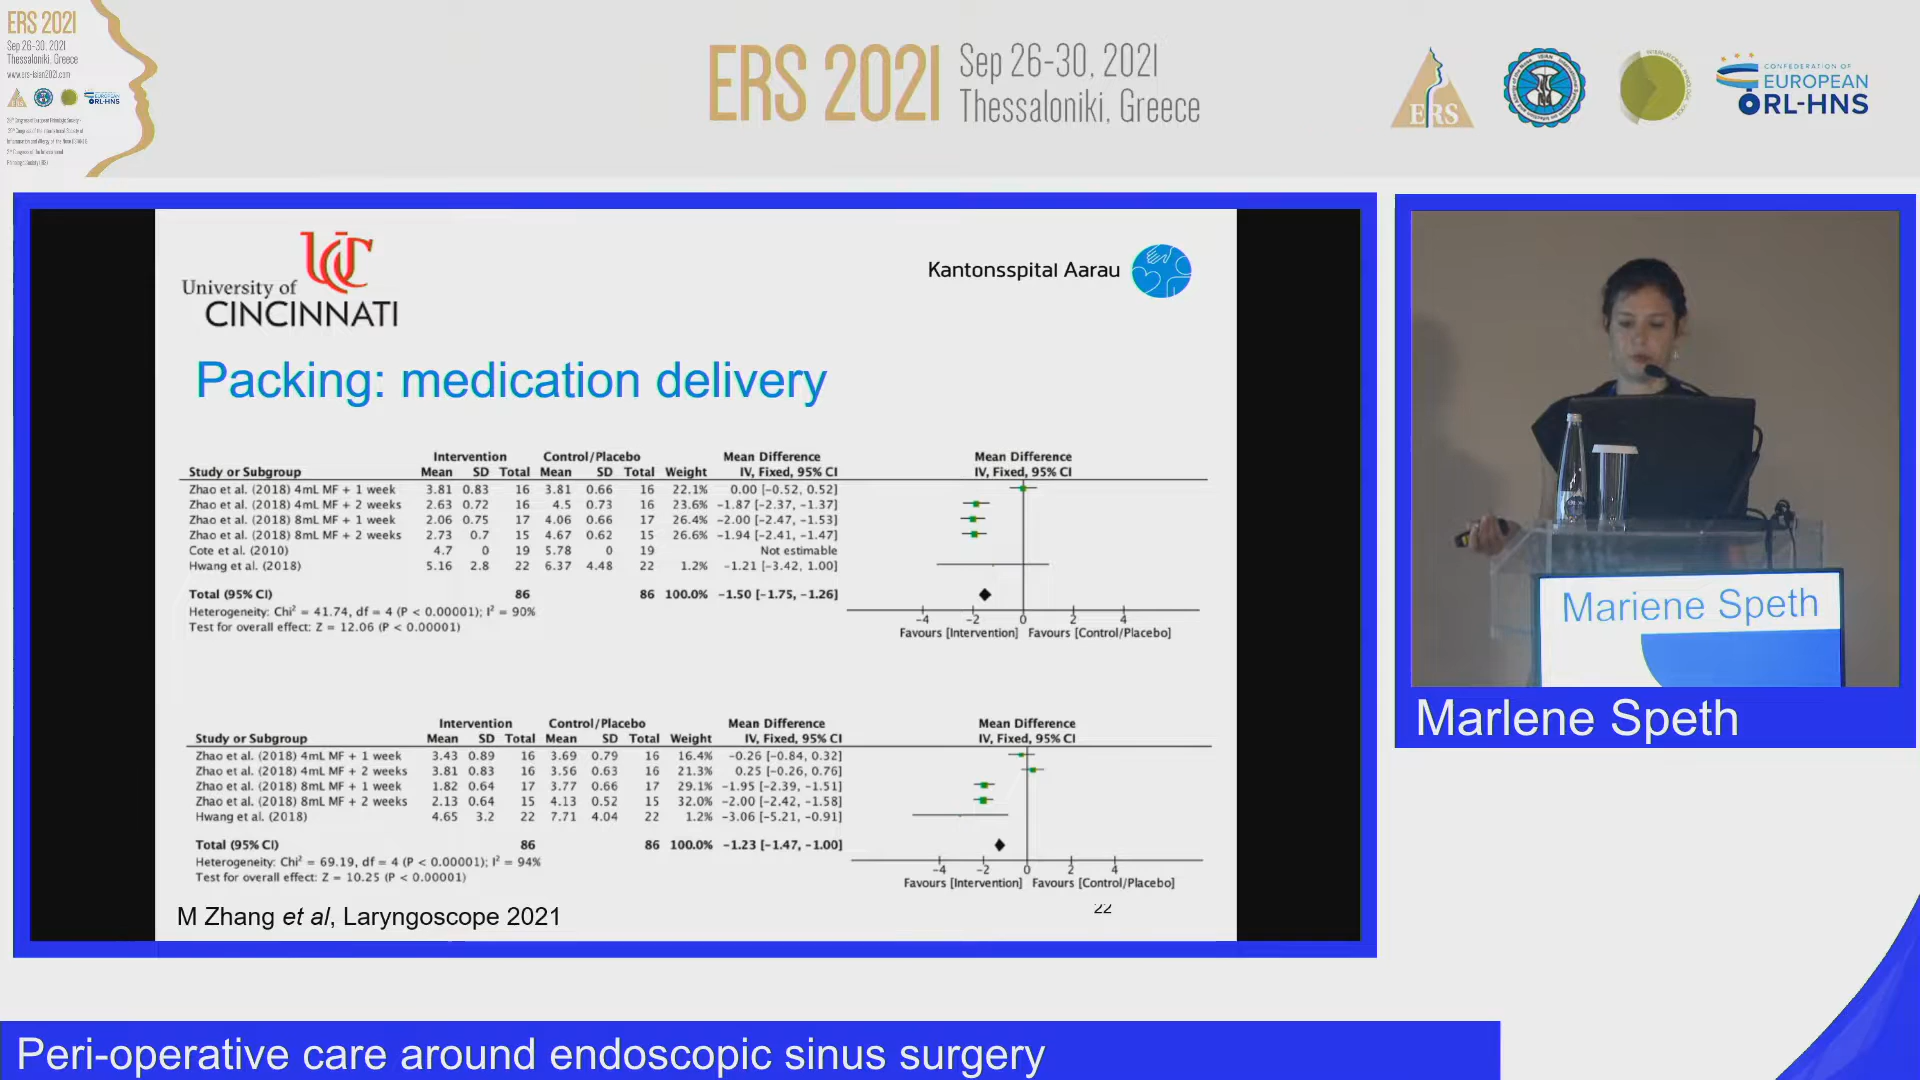 ERS 2021
Sep 26-30, 2021
Thessaloniki, Greece
www.ers-isian2021.com
ERS 2021
Sep 26-30, 2021
Thessaloniki, Greece
ERS
CONFEDERATION OF
EUROPEAN
ORL-HNS
University of
CINCINNATI
Kantonsspital Aarau
Packing: medication delivery
Intervention Control/Placebo Mean Difference Mean Difference
Study or Subgroup Mean SD Total Mean SD Total Weight IV, Fixed, 95% CI IV, Fixed, 95% CI
Zhao et al. (2018) 4mL MF + 1 week 3.81 0.83 16 3.81 0.66 16 22.1% 0.00 [-0.52, 0.52]
Zhao et al. (2018) 4mL MF + 2 weeks 2.63 0.72 16 4.5 0.73 16 23.6% -1.87 [-2.37, -1.37]
Zhao et al. (2018) 8mL MF + 1 week 2.06 0.75 17 4.06 0.66 17 26.4% -2.00 [-2.47, -1.53]
Zhao et al. (2018) 8mL MF + 2 weeks 2.73 0.7 15 4.67 0.62 15 26.6% -1.94 [-2.41, -1.47]
Cote et al. (2010) 4.7 0 19 5.78 0 19 Not estimable
Hwang et al. (2018) 5.16 2.8 22 6.37 4.48 22 1.2% -1.21 [-3.42, 1.00]
Total (95% CI) 86 86 100.0% -1.50 [-1.75, -1.26]
Heterogeneity: Chi² = 41.74, df = 4 (P < 0.00001); I² = 90%
Test for overall effect: Z = 12.06 (P < 0.00001)
-4 -2 0 2 4
Favours [Intervention] Favours [Control/Placebo]
Intervention Control/Placebo Mean Difference Mean Difference
Study or Subgroup Mean SD Total Mean SD Total Weight IV, Fixed, 95% CI IV, Fixed, 95% CI
Zhao et al. (2018) 4mL MF + 1 week 3.43 0.89 16 3.69 0.79 16 16.4% -0.26 [-0.84, 0.32]
Zhao et al. (2018) 4mL MF + 2 weeks 3.81 0.83 16 3.56 0.63 16 21.3% 0.25 [-0.26, 0.76]
Zhao et al. (2018) 8mL MF + 1 week 1.82 0.64 17 3.77 0.66 17 29.1% -1.95 [-2.39, -1.51]
Zhao et al. (2018) 8mL MF + 2 weeks 2.13 0.64 15 4.13 0.52 15 32.0% -2.00 [-2.42, -1.58]
Hwang et al. (2018) 4.65 3.2 22 7.71 4.04 22 1.2% -3.06 [-5.21, -0.91]
Total (95% CI) 86 86 100.0% -1.23 [-1.47, -1.00]
Heterogeneity: Chi² = 69.19, df = 4 (P < 0.00001); I² = 94%
Test for overall effect: Z = 10.25 (P < 0.00001)
-4 -2 0 2 4
Favours [Intervention] Favours [Control/Placebo]
M Zhang et al, Laryngoscope 2021
22
Marlene Speth
Marlene Speth
Peri-operative care around endoscopic sinus surgery